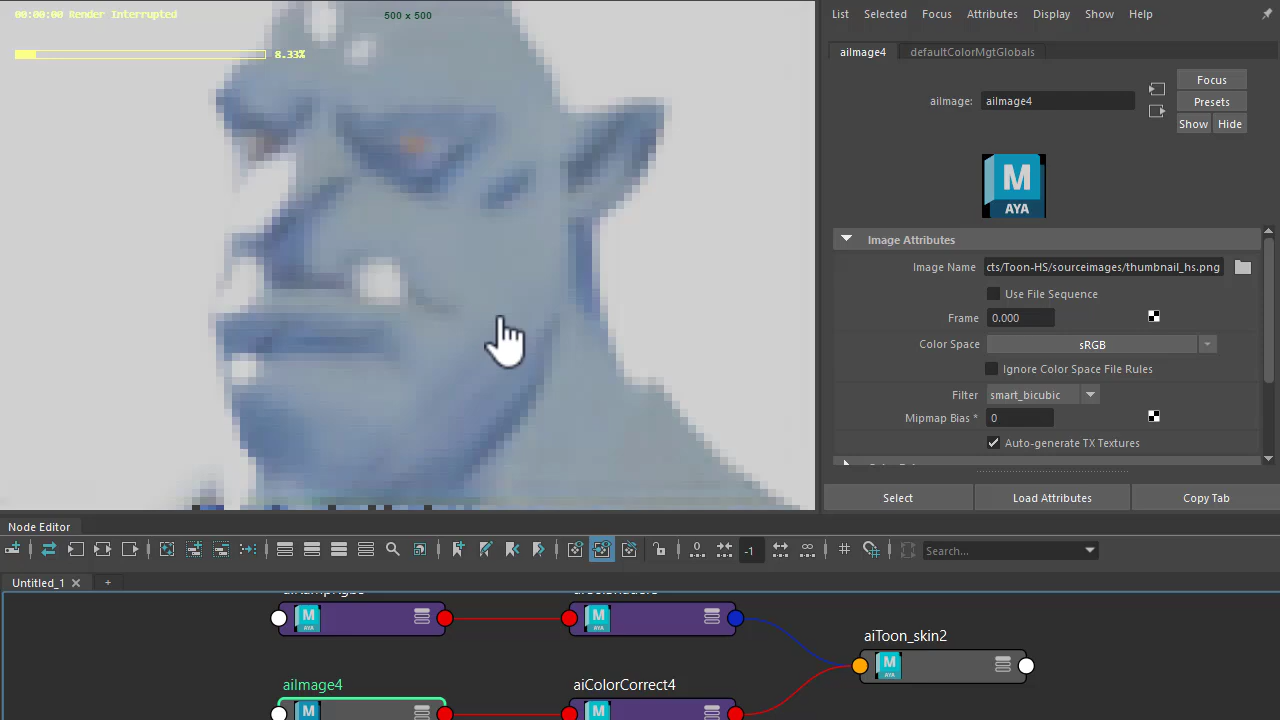 00:00:00 Render Interrupted
500 x 500
8.33%
List Selected Focus Attributes Display Show Help
aiImage4 defaultColorMgtGlobals
Focus
aiImage: aiImage4
Presets
Show Hide
M
AYA
Image Attributes
Image Name cts/Toon-HS/sourceimages/thumbnail_hs.png
Use File Sequence
Frame 0.000
Color Space sRGB
Ignore Color Space File Rules
Filter smart_bicubic
Mipmap Bias * 0
Auto-generate TX Textures
Select Load Attributes Copy Tab
Node Editor
0
-1
Search...
Untitled_1 +
M
AYA
M
AYA
aiToon_skin2
M
AYA
aiImage4 aiColorCorrect4
M
M